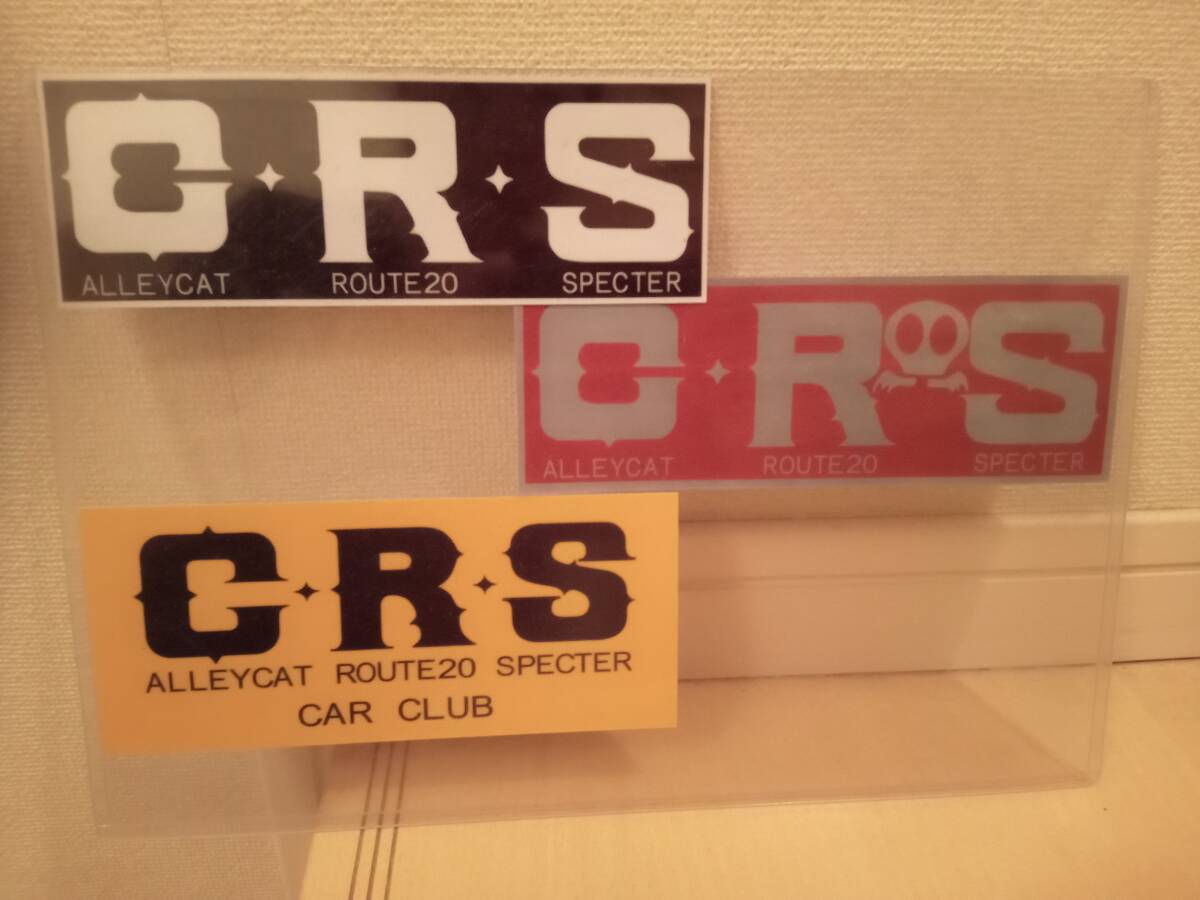 C・R・S
ALLEYCAT ROUTE20 SPECTER
C・R S
ALLEYCAT ROUTE20 SPECTER
C・R・S
ALLEYCAT ROUTE20 SPECTER
CAR CLUB